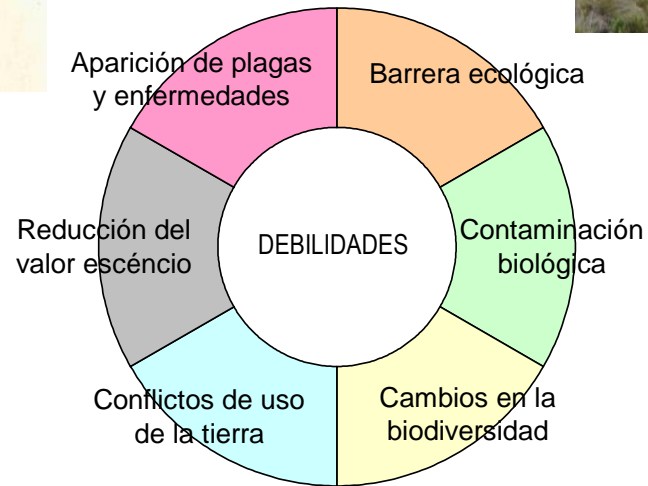 Aparición de plagas
y enfermedades
Barrera ecológica
Reducción del
valor escéncio
DEBILIDADES
Contaminación
biológica
Conflictos de uso
de la tierra
Cambios en la
biodiversidad